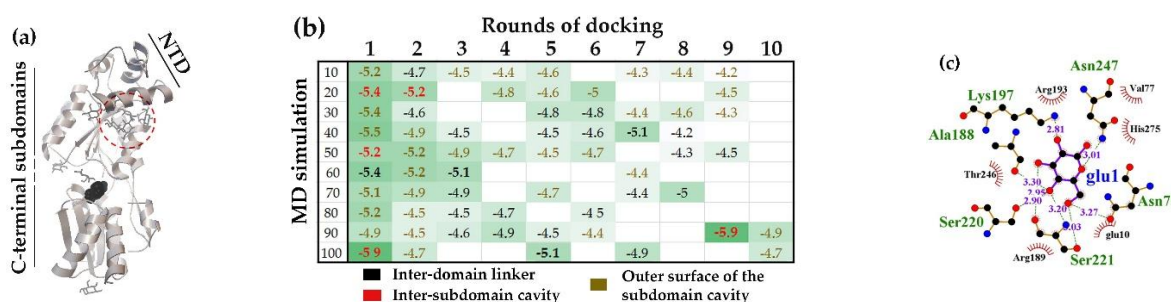 (a)
NTD
C-terminal subdomains
(b)
Rounds of docking
1 2 3 4 5 6 7 8 9 10
MD simulation
10 -5.2 -4.7 -4.5 -4.4 -4.6 -4.3 -4.4 -4.2
20 -5.4 -5.2 -4.8 -4.6 -5 -4.5
30 -5.4 -4.6 -4.8 -4.8 -4.4 -4.6 -4.3
40 -5.5 -4.9 -4.5 -4.5 -4.6 -5.1 -4.2
50 -5.2 -5.2 -4.9 -4.7 -4.5 -4.7 -4.3 -4.5
60 -5.4 -5.2 -5.1 -4.4
70 -5.1 -4.9 -4.9 -4.7 -4.4 -5
80 -5.2 -4.5 -4.5 -4.7 -4 5
90 -4.9 -4.5 -4.6 -4.9 -4.5 -4.4 -5.9 -4.9
100 -5 9 -4.7 -5.1 -4.9 -4.7
Inter-domain linker
Inter-subdomain cavity
Outer surface of the
subdomain cavity
(c)
Asn247
Arg193
Val77
Lys197
2.81
His275
Ala188
3.01
glu1
Thr246
3.30
2.95
2.90
3.20
3.27
Asn7
Ser220
3.03
glu10
Arg189
Ser221